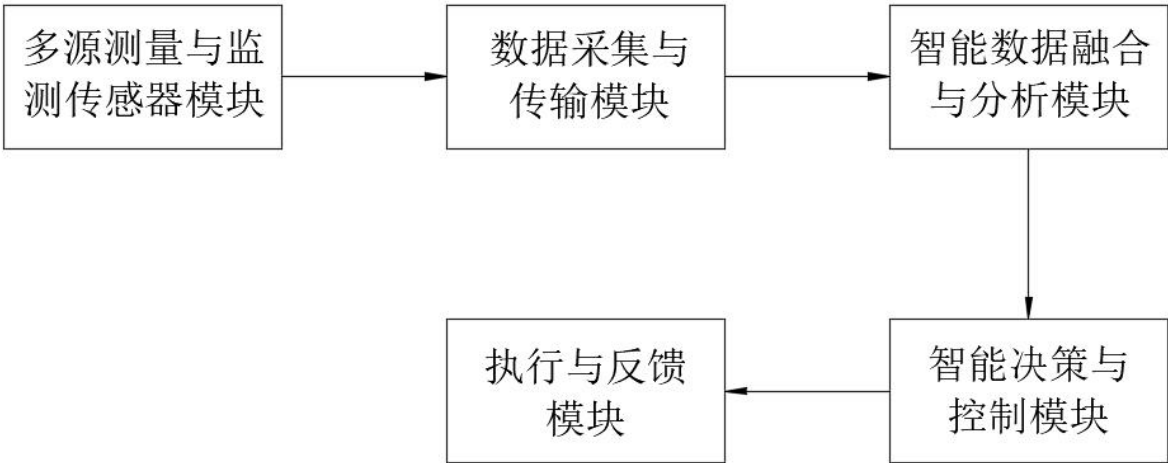 多源测量与监
测传感器模块
数据采集与
传输模块
智能数据融合
与分析模块
智能决策与
控制模块
执行与反馈
模块